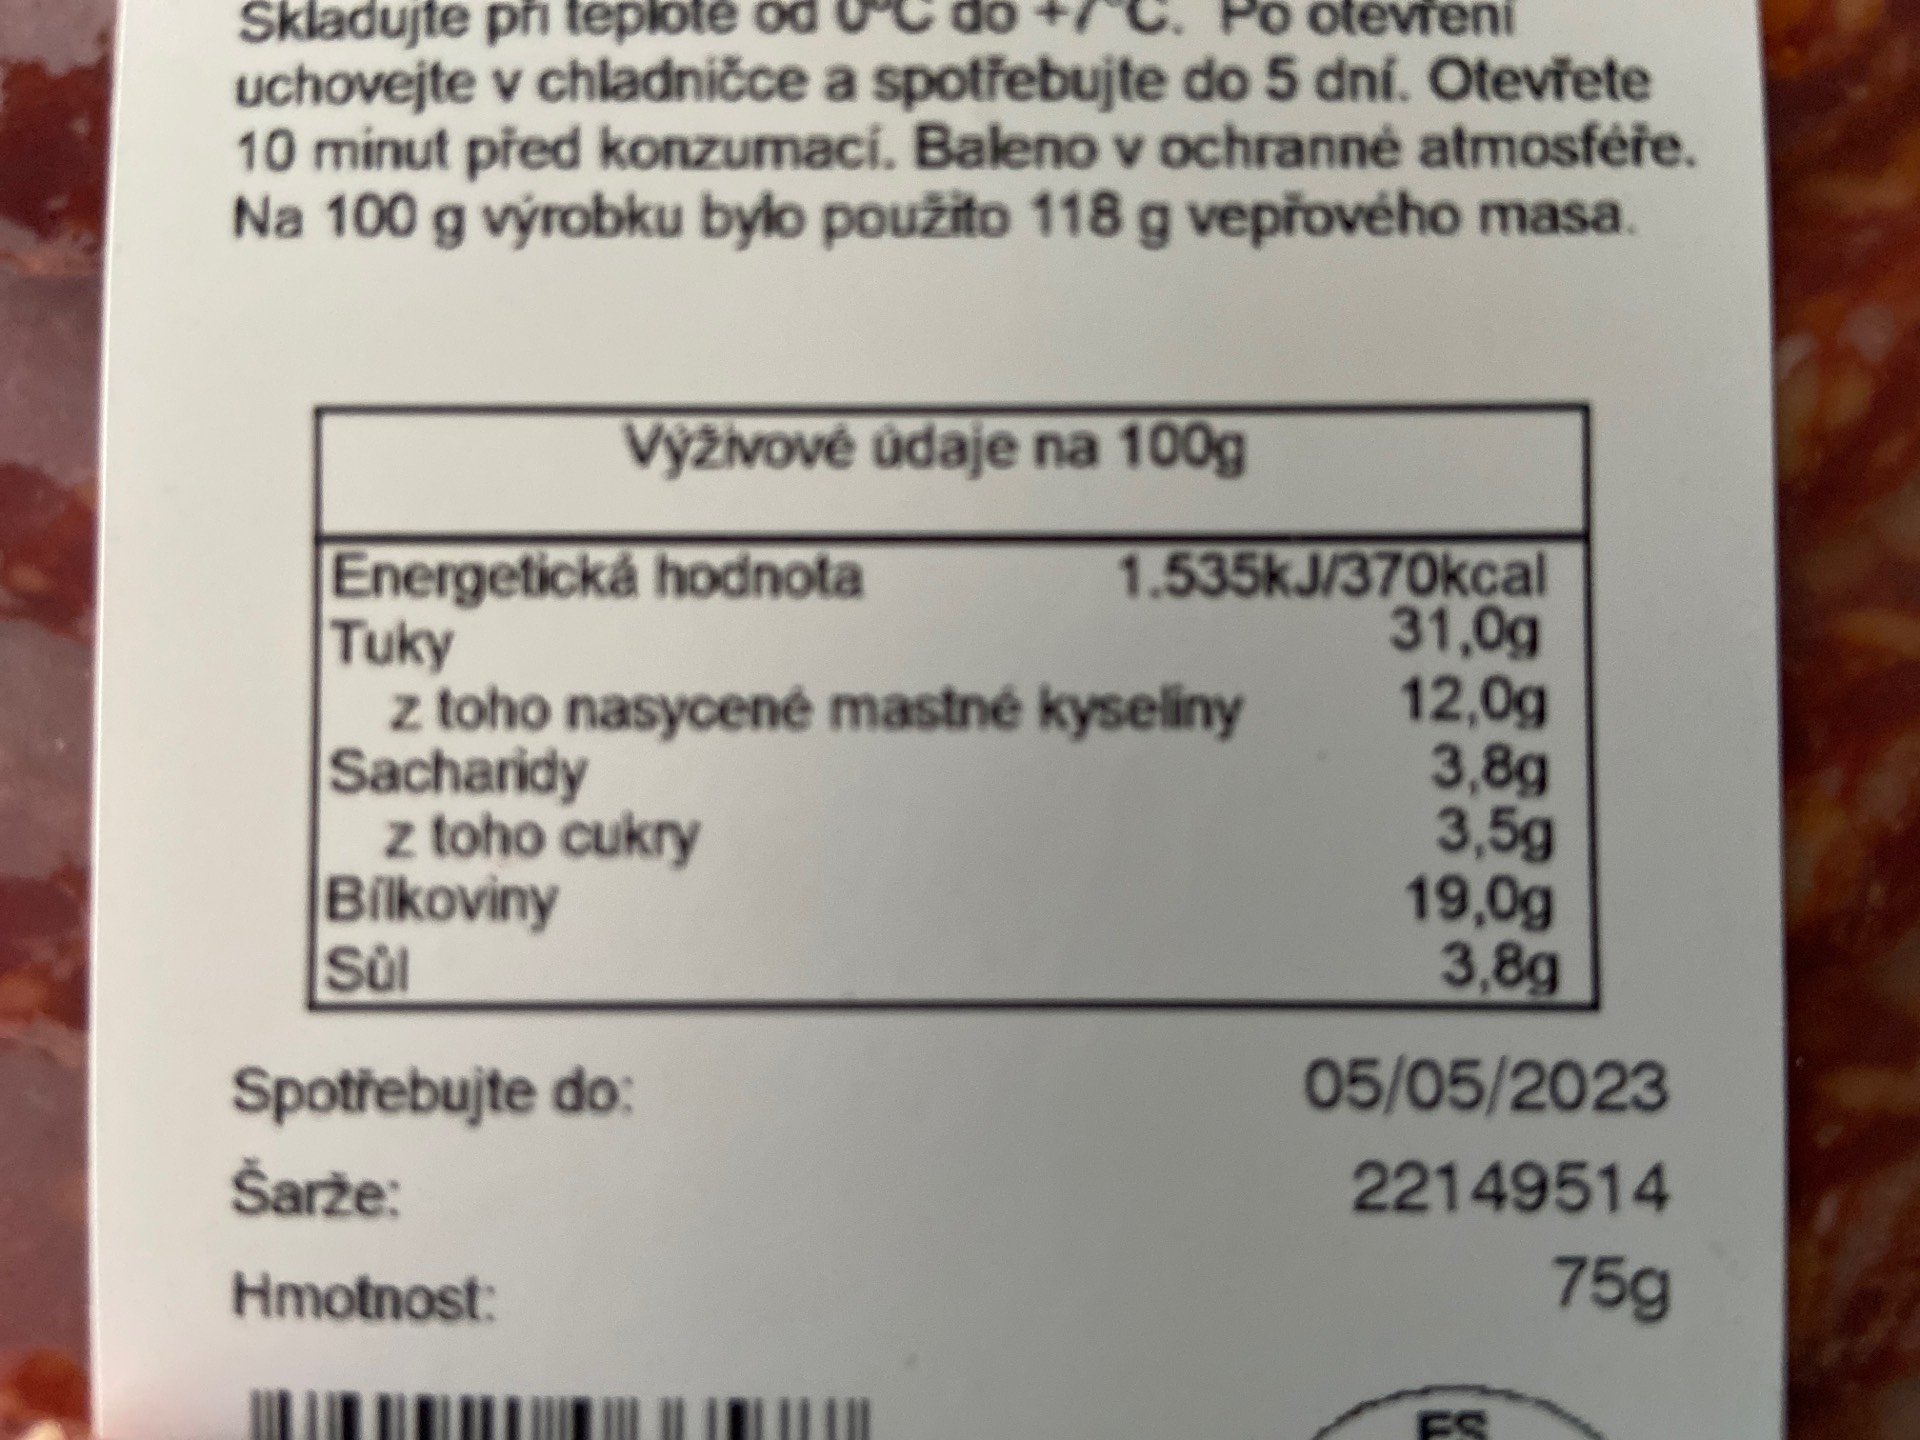 Skladujte při teplotě od 0°C do +7°C. Po otevření
uchovejte v chladničce a spotřebujte do 5 dní. Otevřete
10 minut před konzumací. Baleno v ochranné atmosféře.
Na 100 g výrobku bylo použito 118 g vepřového masa.
Výživové údaje na 100g
Energetická hodnota 1.535kJ/370kcal
Tuky 31,0g
z toho nasycené mastné kyseliny 12,0g
Sacharidy 3,8g
z toho cukry 3,5g
Bílkoviny 19,0g
Sůl 3,8g
Spotřebujte do: 05/05/2023
Šarže: 22149514
Hmotnost: 75g
ES